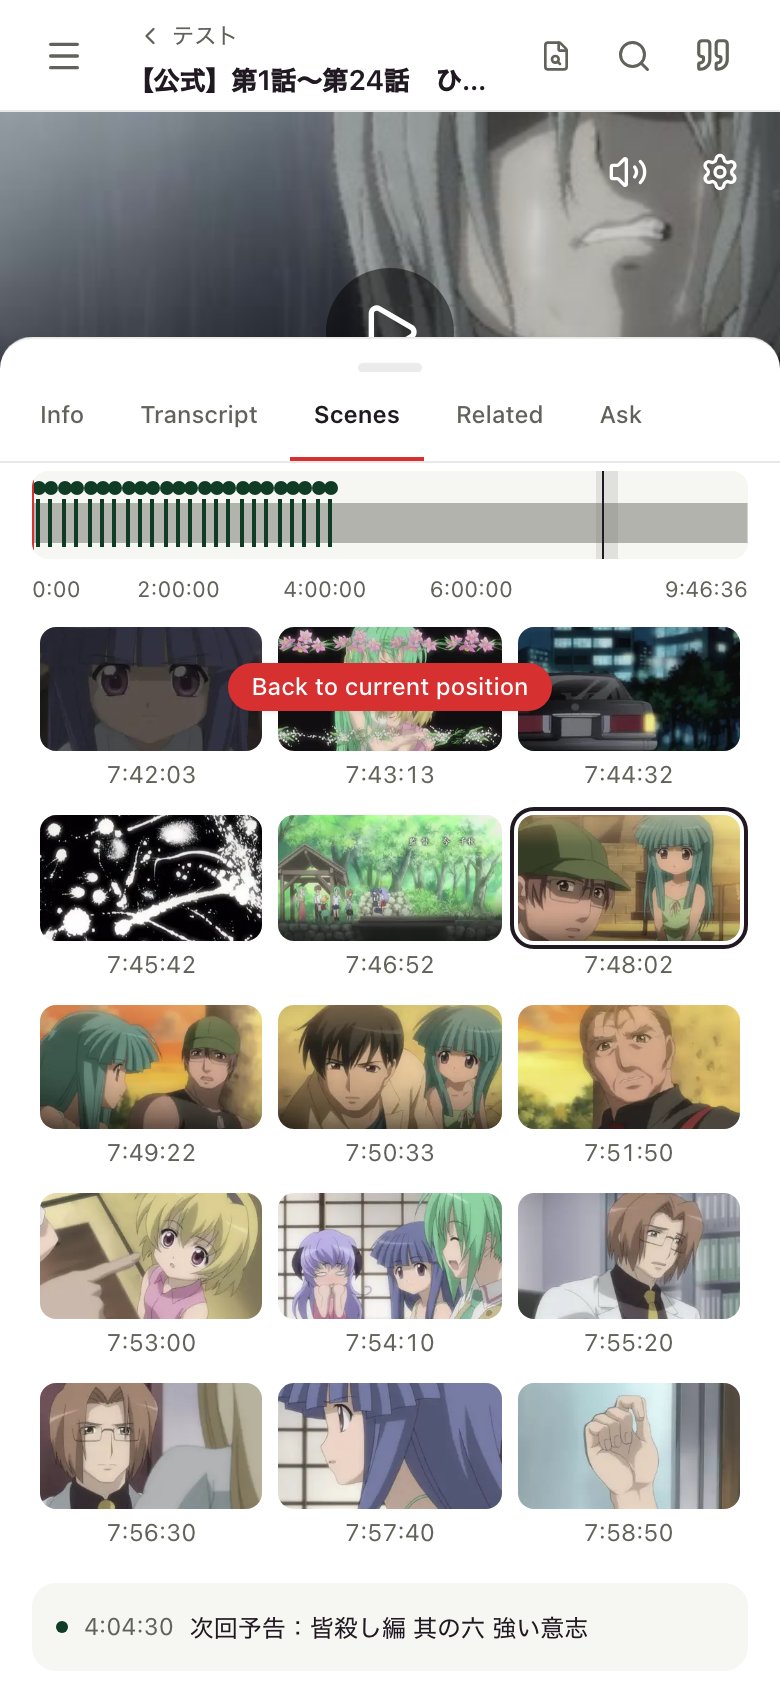 テスト
【公式】第1話〜第24話　ひ...
Info Transcript Scenes Related Ask
0:00 2:00:00 4:00:00 6:00:00 9:46:36
Back to current position
7:42:03 7:43:13 7:44:32
7:45:42 7:46:52 7:48:02
7:49:22 7:50:33 7:51:50
7:53:00 7:54:10 7:55:20
7:56:30 7:57:40 7:58:50
4:04:30 次回予告：皆殺し編 其の六 強い意志